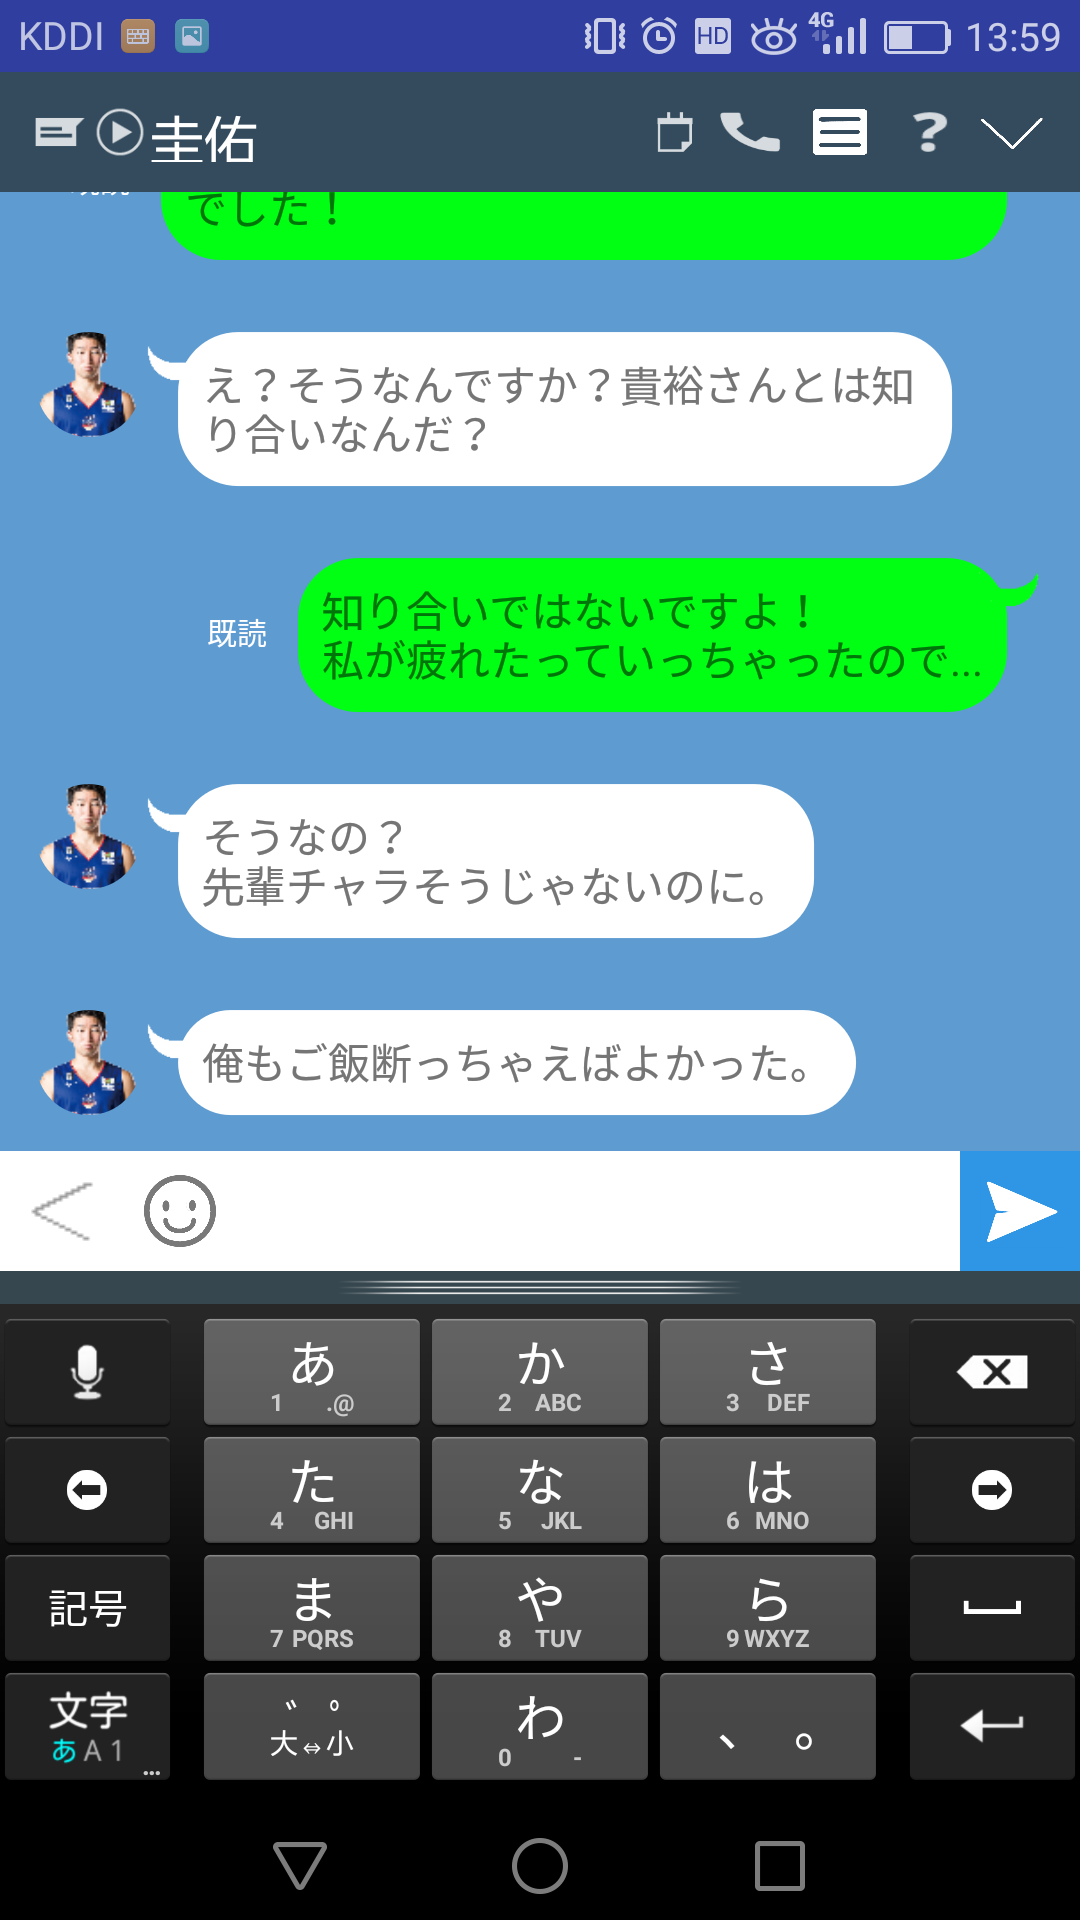 KDDI HD 4G 13:59
圭佑 ?
でした！
え？そうなんですか？貴裕さんとは知
り合いなんだ？
知り合いではないですよ！
既読
私が疲れたっていっちゃったので...
そうなの？
先輩チャラそうじゃないのに。
俺もご飯断っちゃえばよかった。
あ か さ
1 .@ 2 ABC 3 DEF
た な は
4 GHI 5 JKL 6 MNO
記号 ま や ら
7 PQRS 8 TUV 9 WXYZ
文字 ゛ ゜ わ 、 。
あ A 1 ... 大⇔小 0 -